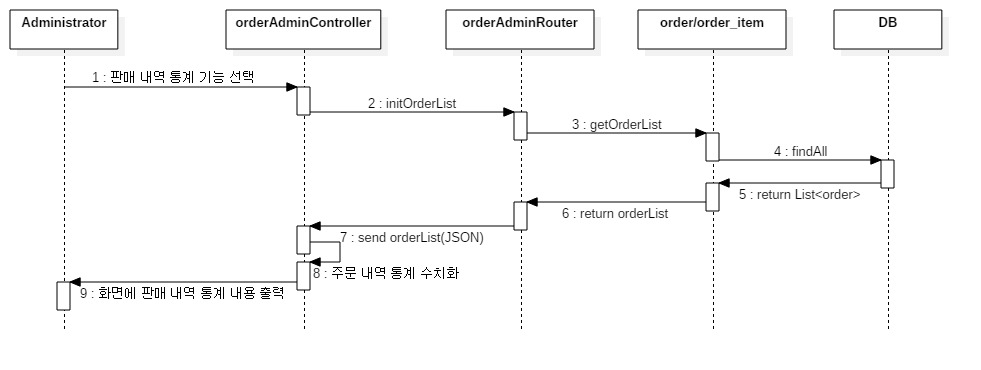 Administrator
orderAdminController
orderAdminRouter
order/order_item
DB
1 : 판매 내역 통계 기능 선택
2 : initOrderList
3 : getOrderList
4 : findAll
5 : return List<order>
6 : return orderList
7 : send orderList(JSON)
8 : 주문 내역 통계 수치화
9 : 화면에 판매 내역 통계 내용 출력